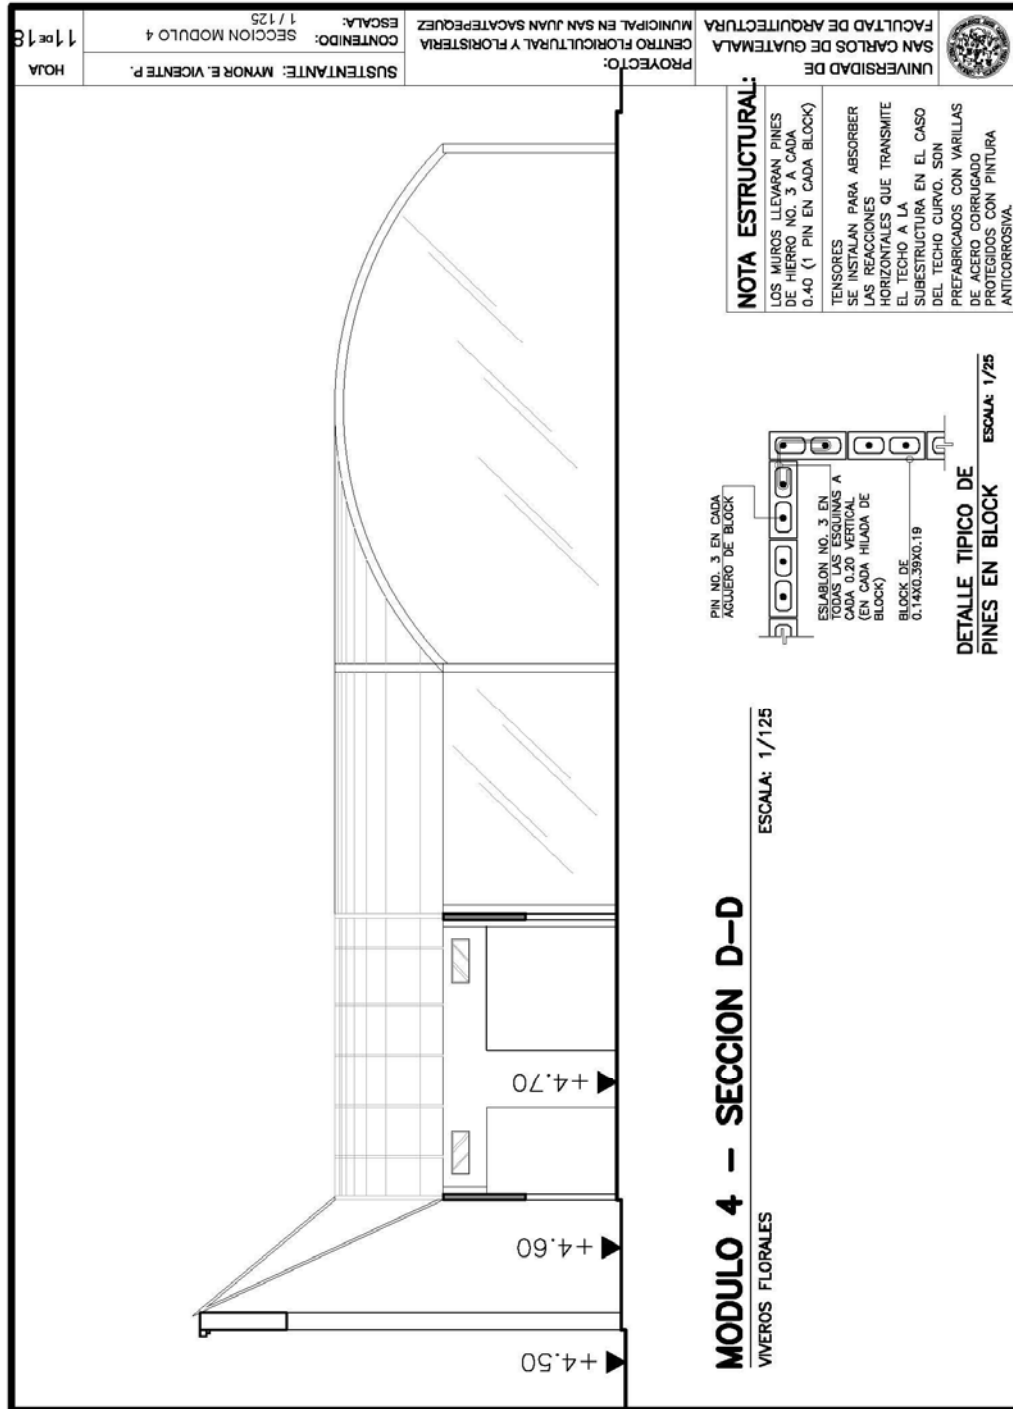 UNIVERSIDAD DE
SAN CARLOS DE GUATEMALA
FACULTAD DE ARQUITECTURA
PROYECTO:
CENTRO FLORICULTURAL Y FLORISTERIA
MUNICIPAL EN SAN JUAN SACATEPEQUEZ
SUSTENTANTE: MYNOR E. VICENTE P.
CONTENIDO: SECCION MODULO 4
ESCALA: 1 / 125
HOJA
11 DE 18
NOTA ESTRUCTURAL:
LOS MUROS LLEVARAN PINES
DE HIERRO NO. 3 A CADA
0.40 (1 PIN EN CADA BLOCK)
TENSORES
SE INSTALAN PARA ABSORBER
LAS REACCIONES
HORIZONTALES QUE TRANSMITE
EL TECHO A LA
SUBESTRUCTURA EN EL CASO
DEL TECHO CURVO. SON
PREFABRICADOS CON VARILLAS
DE ACERO CORRUGADO
PROTEGIDOS CON PINTURA
ANTICORROSIVA.
PIN NO. 3 EN CADA
AGUJERO DE BLOCK
ESLABLON NO. 3 EN
TODAS LAS ESQUINAS A
CADA 0.20 VERTICAL
(EN CADA HILADA DE
BLOCK)
BLOCK DE
0.14X0.39X0.19
DETALLE TIPICO DE
PINES EN BLOCK ESCALA: 1/25
+4.70
+4.60
+4.50
MODULO 4 - SECCION D-D
VIVEROS FLORALES ESCALA: 1/125